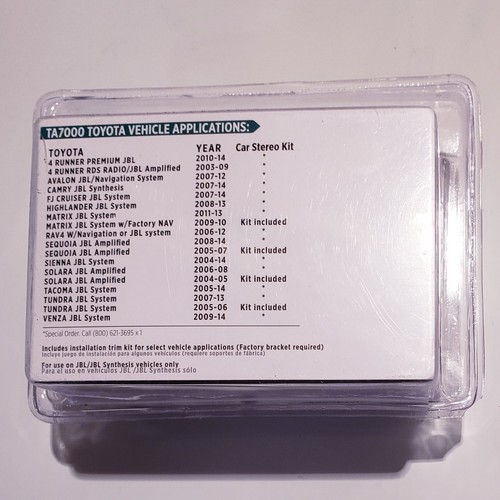 TA7000 TOYOTA VEHICLE APPLICATIONS:
TOYOTA YEAR Car Stereo Kit
4 RUNNER PREMIUM JBL 2010-14 *
4 RUNNER RDS RADIO/JBL Amplified 2003-09 *
AVALON JBL/Navigation System 2007-12 *
CAMRY JBL Synthesis 2007-14 *
FJ CRUISER JBL System 2007-14 *
HIGHLANDER JBL System 2008-13 *
MATRIX JBL System 2011-13 *
MATRIX JBL System w/Factory NAV 2009-10 Kit included
RAV4 W/Navigation or JBL system 2006-12 *
SEQUOIA JBL Amplified 2008-14 *
SEQUOIA JBL Amplified 2005-07 Kit included
SIENNA JBL System 2004-14 *
SOLARA JBL Amplified 2006-08 *
SOLARA JBL Amplified 2004-05 Kit included
TACOMA JBL System 2005-14 *
TUNDRA JBL System 2007-13 *
TUNDRA JBL System 2005-06 Kit included
VENZA JBL System 2009-14 *
*Special Order. Call (800) 621-3695 x 1
Includes installation trim kit for select vehicle applications (Factory bracket required)
Incluye juego de instalación para algunos vehículos (requiere soportes de fábrica)
For use on JBL/JBL Synthesis vehicles only
Para el uso en vehículos JBL /JBL Synthesis sólo